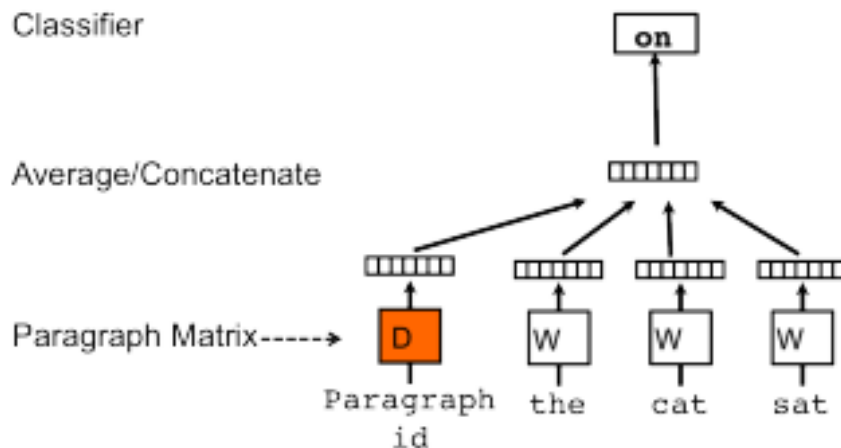 Classifier
on
Average/Concatenate
Paragraph Matrix
D
W
W
W
Paragraph
id
the
cat
sat